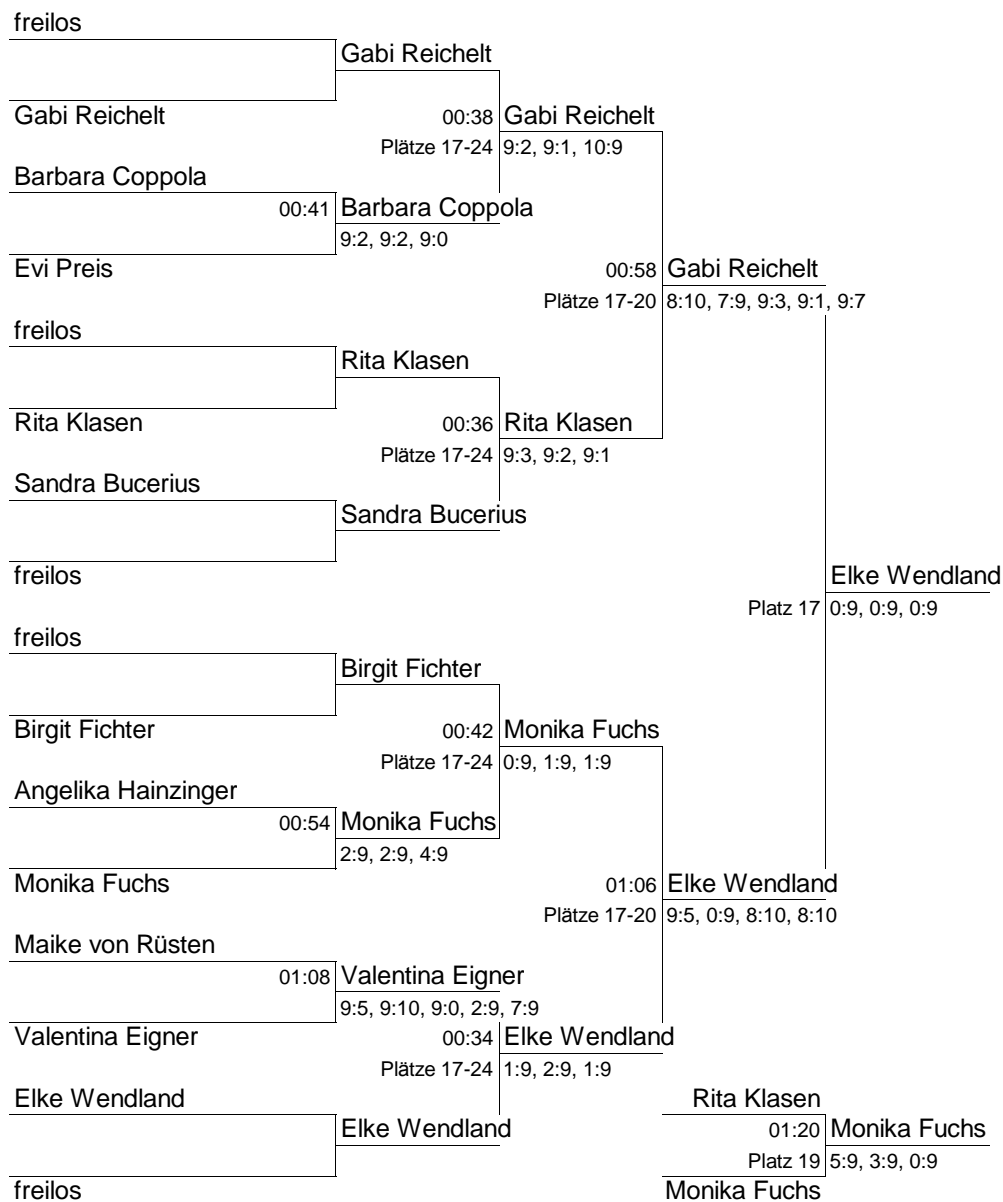 freilos
Gabi Reichelt
Gabi Reichelt
00:38 Gabi Reichelt
Plätze 17-24 9:2, 9:1, 10:9
Barbara Coppola
00:41 Barbara Coppola
9:2, 9:2, 9:0
Evi Preis
00:58 Gabi Reichelt
Plätze 17-20 8:10, 7:9, 9:3, 9:1, 9:7
freilos
Rita Klasen
Rita Klasen
00:36 Rita Klasen
Plätze 17-24 9:3, 9:2, 9:1
Sandra Bucerius
Sandra Bucerius
freilos
Elke Wendland
Platz 17 0:9, 0:9, 0:9
freilos
Birgit Fichter
Birgit Fichter
00:42 Monika Fuchs
Plätze 17-24 0:9, 1:9, 1:9
Angelika Hainzinger
00:54 Monika Fuchs
2:9, 2:9, 4:9
Monika Fuchs
01:06 Elke Wendland
Plätze 17-20 9:5, 0:9, 8:10, 8:10
Maike von Rüsten
01:08 Valentina Eigner
9:5, 9:10, 9:0, 2:9, 7:9
Valentina Eigner
00:34 Elke Wendland
Plätze 17-24 1:9, 2:9, 1:9
Elke Wendland
Elke Wendland
freilos
Rita Klasen
01:20 Monika Fuchs
Platz 19 5:9, 3:9, 0:9
Monika Fuchs